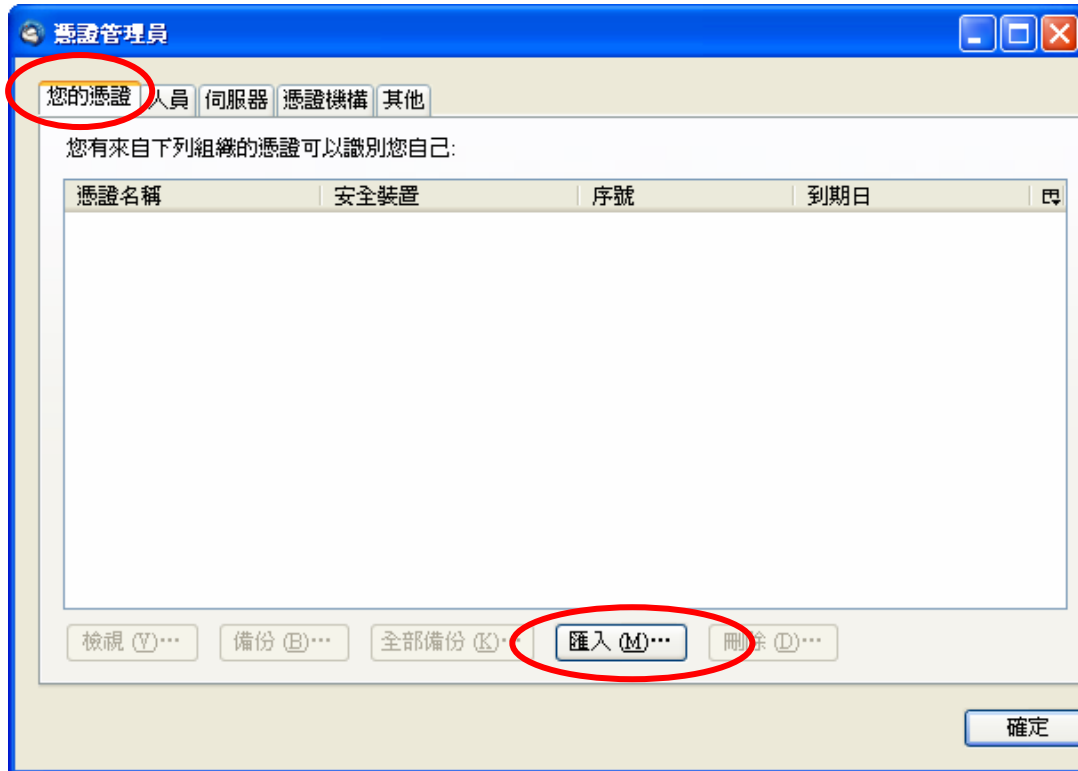 憑證管理員
您的憑證 人員 伺服器 憑證機構 其他
您有來自下列組織的憑證可以識別您自己:
憑證名稱 安全裝置 序號 到期日
檢視 (V)… 備份 (B)… 全部備份 (K)… 匯入 (M)… 刪除 (D)…
確定